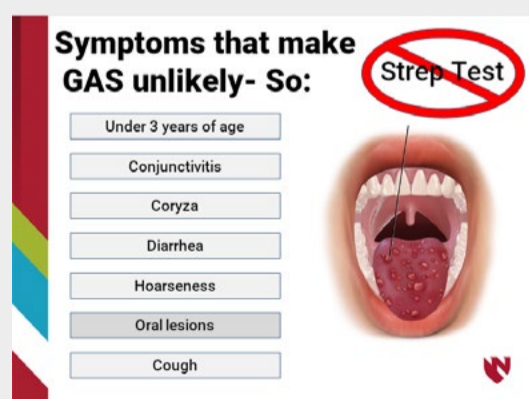 Symptoms that make
GAS unlikely- So:
Strep Test
Under 3 years of age
Conjunctivitis
Coryza
Diarrhea
Hoarseness
Oral lesions
Cough